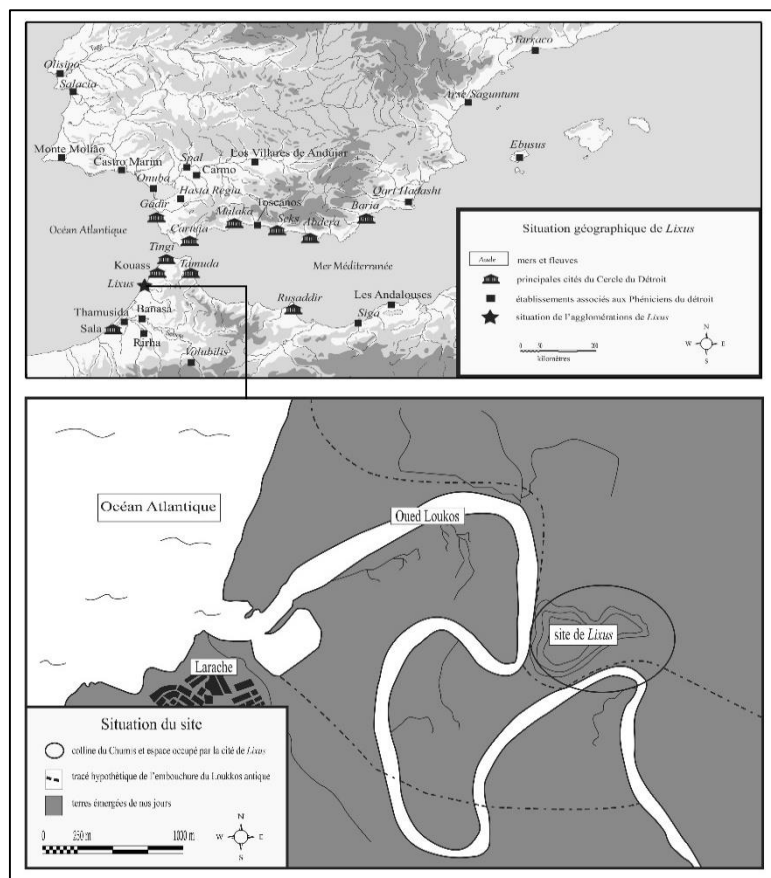 Tarraco
Olisipo
Salacia
Arse/Saguntum
Monte Molião
Castro Marim
Spal
Carmo
Los Villares de Andújar
Ebusus
Onuba
Hasta Regia
Qart Hadasht
Gadir
Malaka
Toscanos
Seks
Abdera
Baria
Océan Atlantique
Carteia
Tingi
Mer Méditerranée
Kouass
Tamuda
Lixus
Rusaddir
Les Andalouses
Siga
Thamusida
Banasa
Sala
Rirha
Volubilis
Situation géographique de Lixus
Aude
mers et fleuves
principales cités du Cercle du Détroit
établissements associés aux Phéniciens du détroit
situation de l'agglomérations de Lixus
kilomètres
N
W
E
S
Océan Atlantique
Oued Loukos
site de Lixus
Larache
Situation du site
colline du Chumis et espace occupé par la cité de Lixus
tracé hypothétique de l'embouchure du Loukkos antique
terres émergées de nos jours
0 250 m 1000 m
N
W
E
S